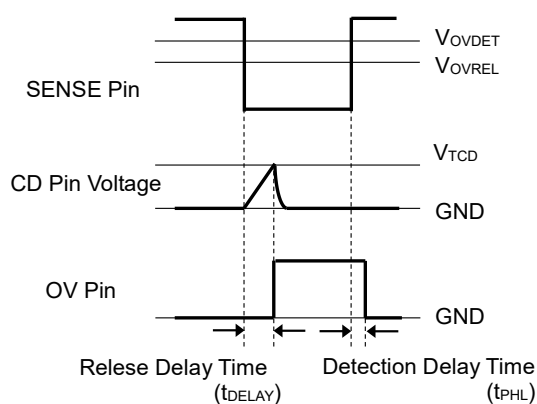 VOVDET
VOVREL
SENSE Pin
VTCD
CD Pin Voltage
GND
OV Pin
GND
Relese Delay Time
(tDELAY)
Detection Delay Time
(tPHL)